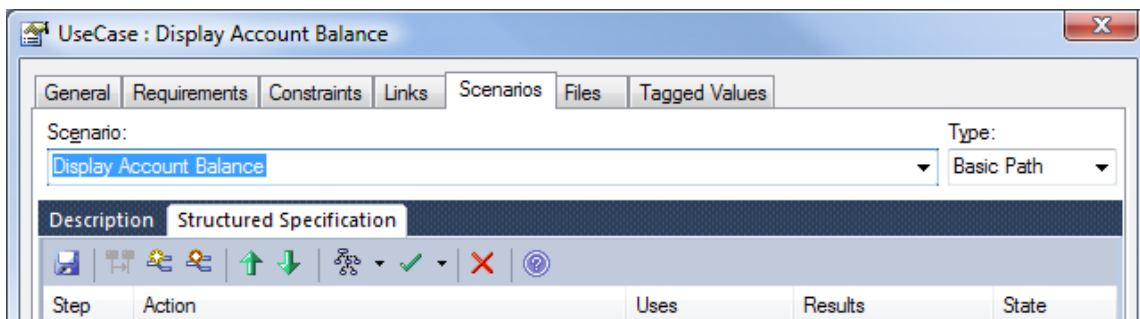 UseCase : Display Account Balance
General Requirements Constraints Links Scenarios Files Tagged Values
Scenario: Type:
Display Account Balance Basic Path
Description Structured Specification
Step Action Uses Results State